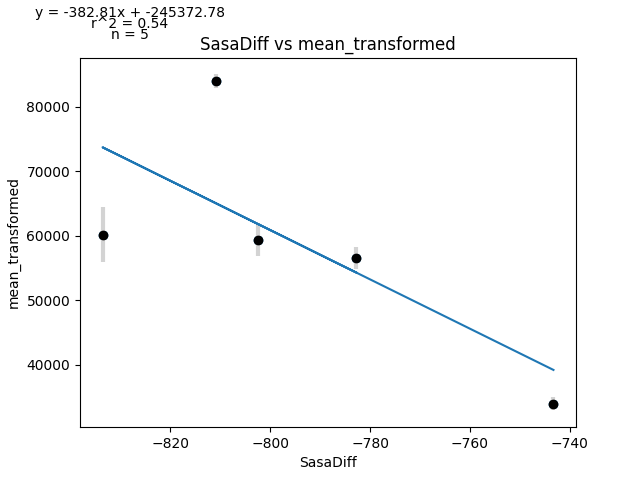 y = -382.81x + -245372.78
r^2 = 0.54
n = 5
SasaDiff vs mean_transformed
80000
70000
60000
50000
40000
mean_transformed
−820
−800
−780
−760
−740
SasaDiff